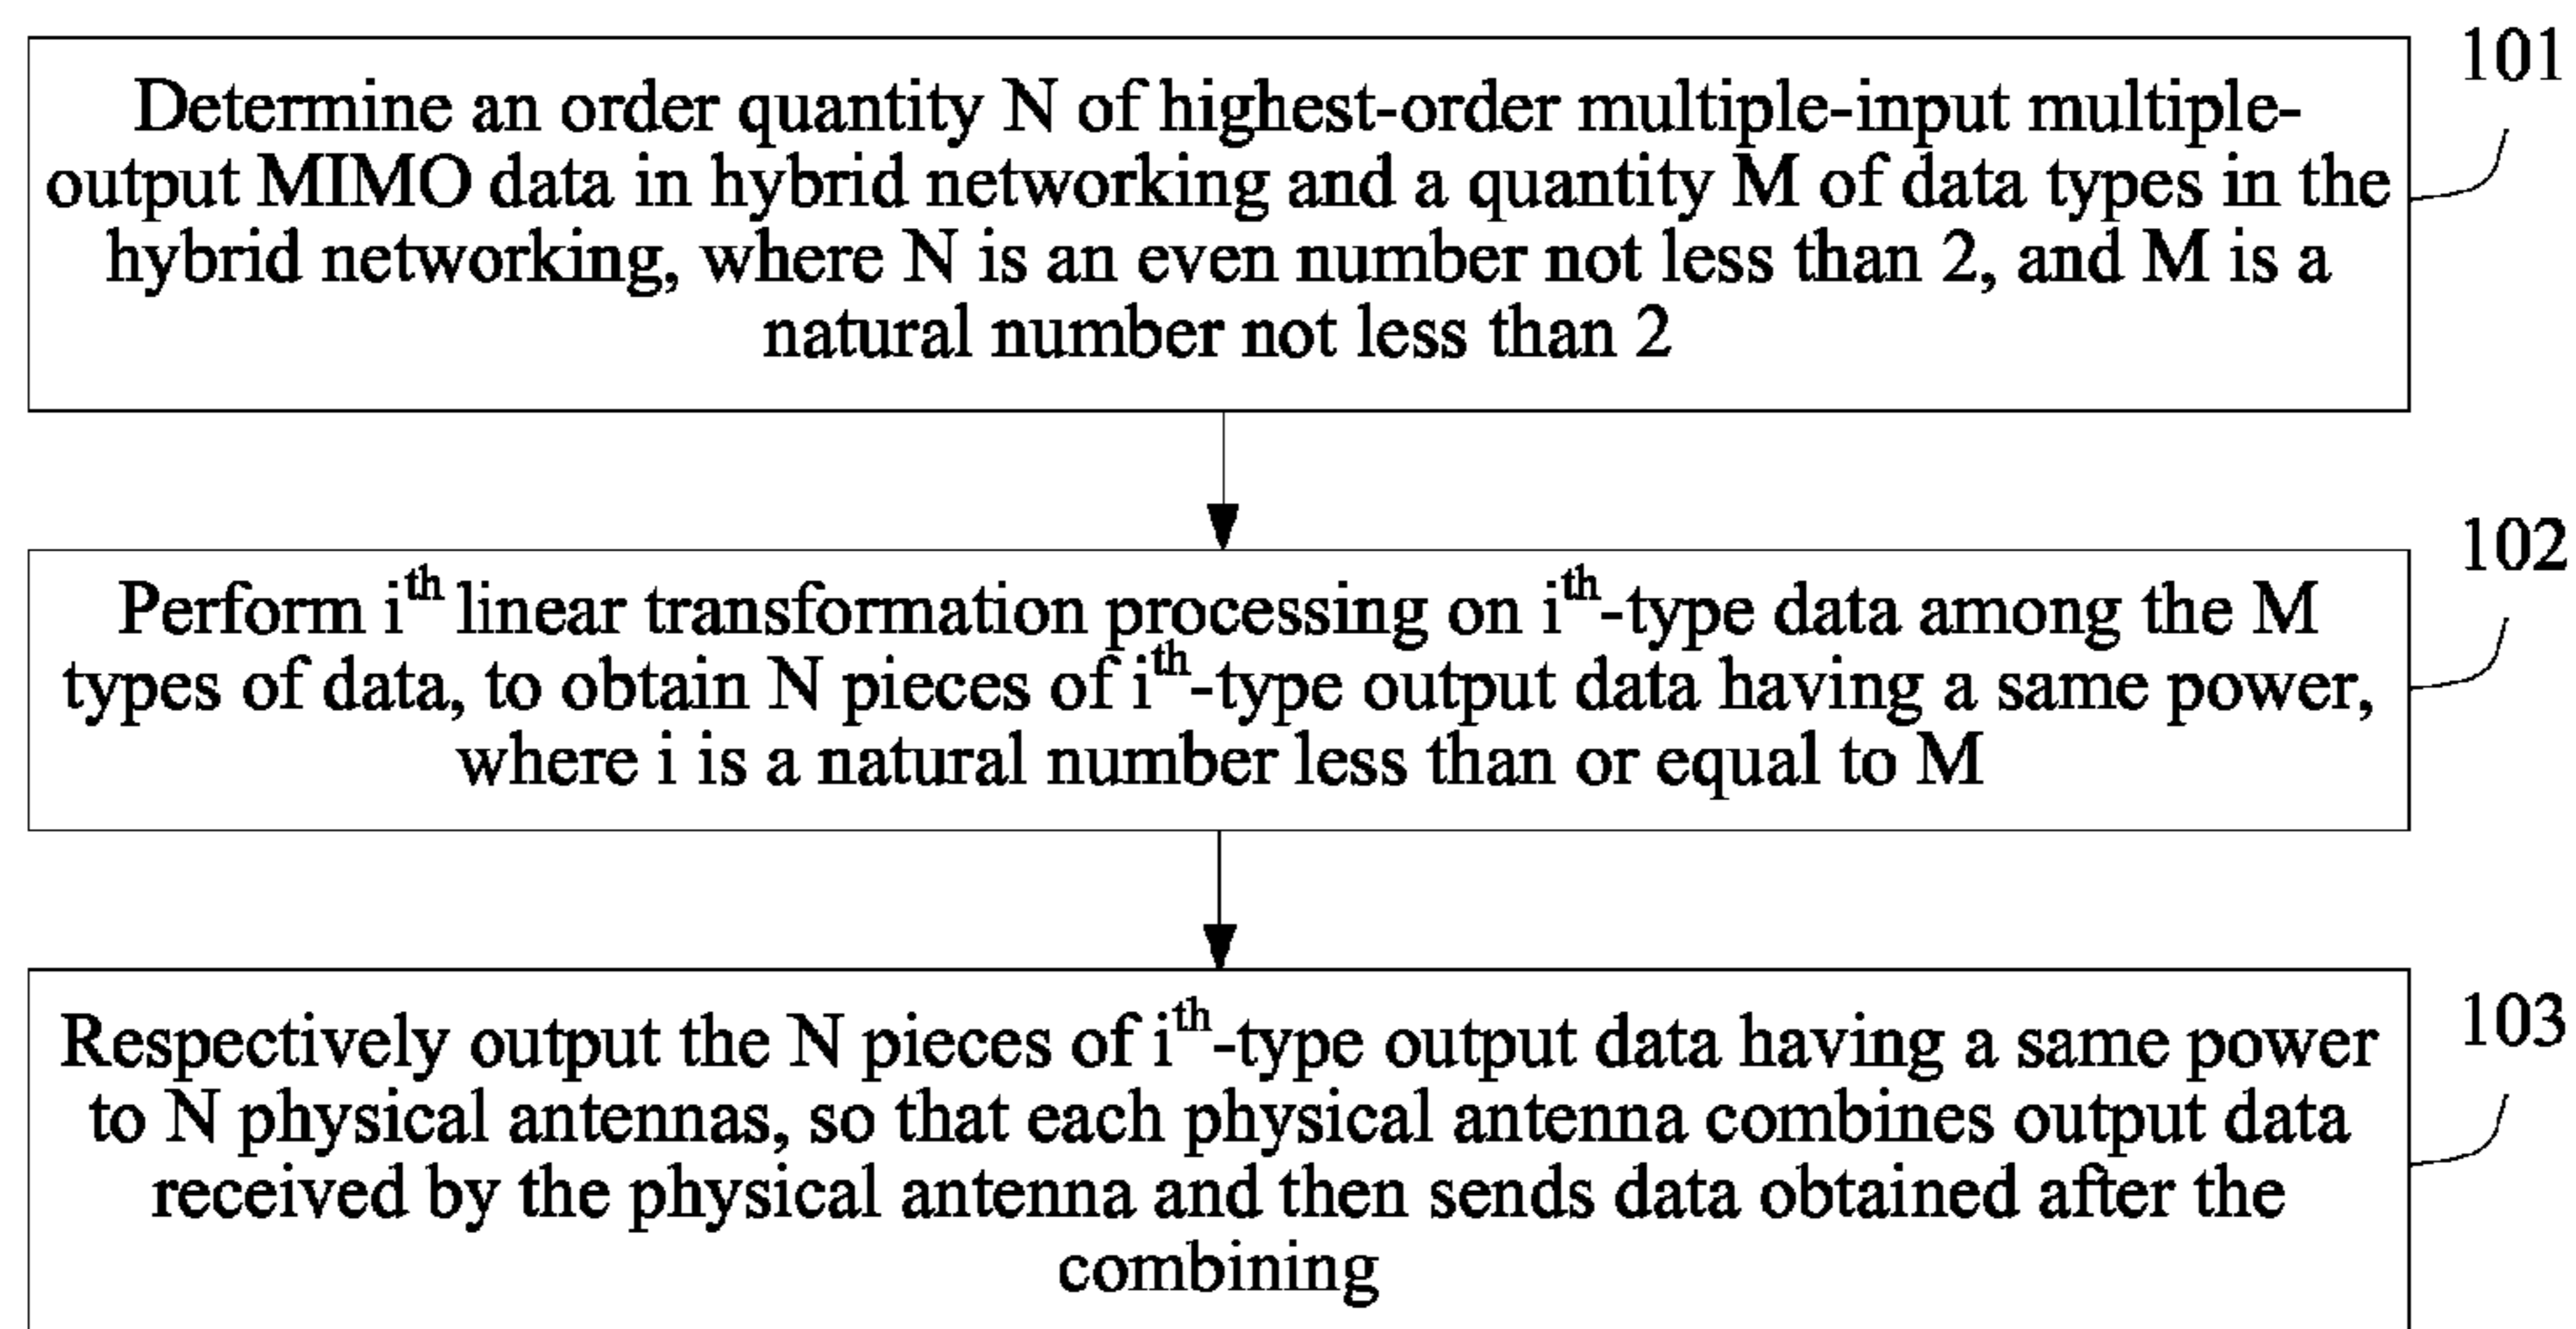 101
Determine an order quantity N of highest-order multiple-input multiple-
output MIMO data in hybrid networking and a quantity M of data types in the
hybrid networking, where N is an even number not less than 2, and M is a
natural number not less than 2
102
Perform i^th linear transformation processing on i^th-type data among the M
types of data, to obtain N pieces of i^th-type output data having a same power,
where i is a natural number less than or equal to M
103
Respectively output the N pieces of i^th-type output data having a same power
to N physical antennas, so that each physical antenna combines output data
received by the physical antenna and then sends data obtained after the
combining